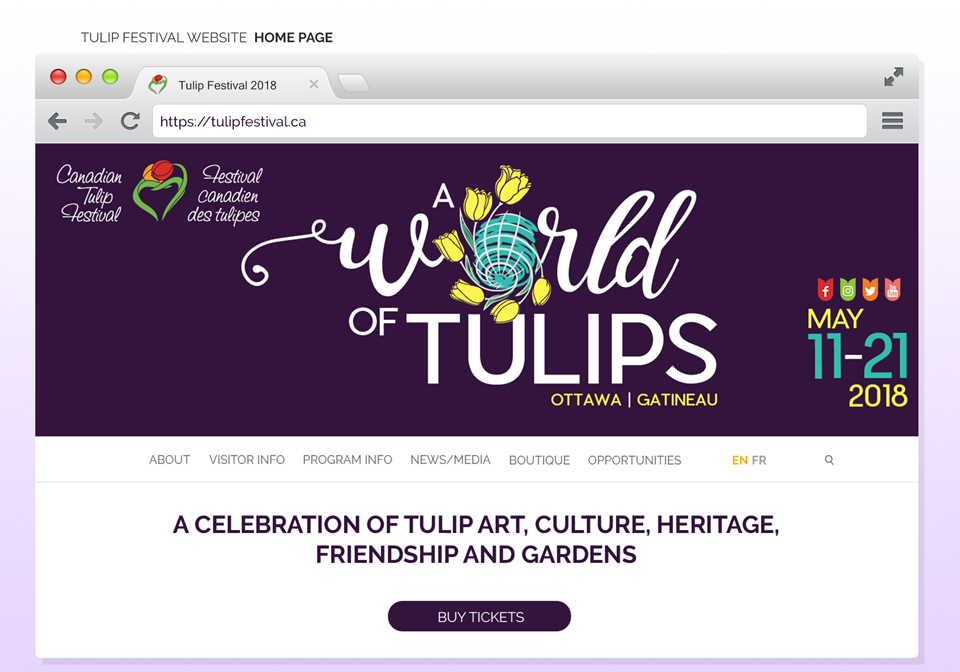 TULIP FESTIVAL WEBSITE HOME PAGE
Tulip Festival 2018
https://tulipfestival.ca
Canadian
Tulip
Festival
Festival
canadien
des tulipes
A
World
OF TULIPS
OTTAWA | GATINEAU
You
Tube
MAY
11-21
2018
ABOUT VISITOR INFO PROGRAM INFO NEWS/MEDIA BOUTIQUE OPPORTUNITIES EN FR
A CELEBRATION OF TULIP ART, CULTURE, HERITAGE,
FRIENDSHIP AND GARDENS
BUY TICKETS